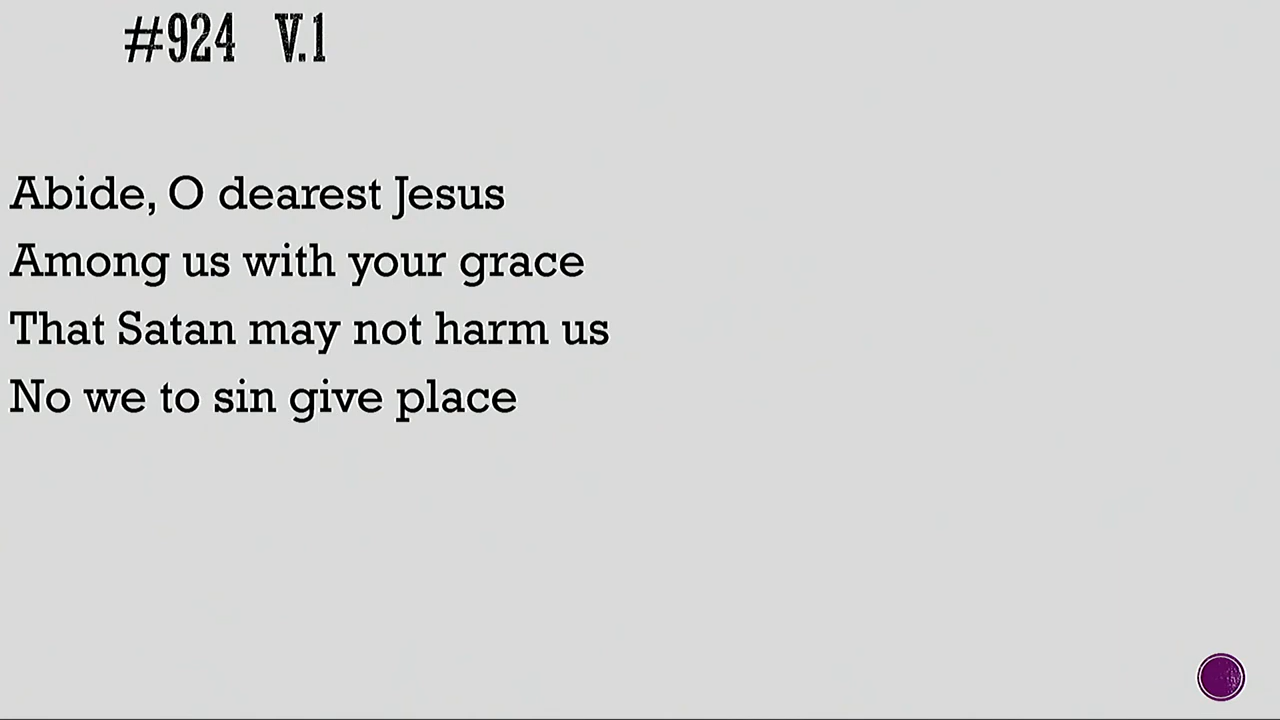 #924 V.1
Abide, O dearest Jesus
Among us with your grace
That Satan may not harm us
No we to sin give place